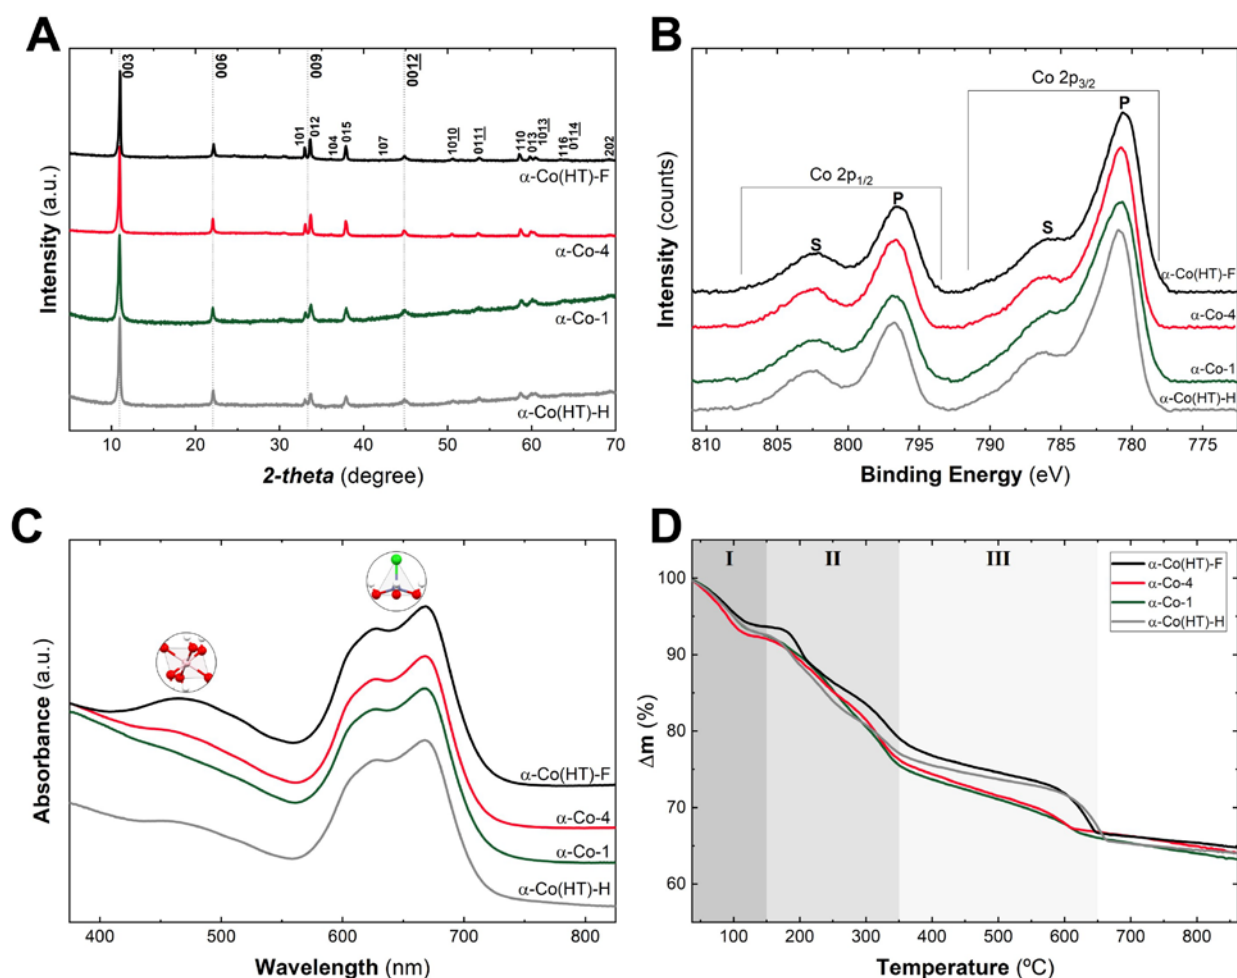 A
003
006
009
0012
101
012
104
015
107
1010
0111
110
013
1013
116
0114
202
α-Co(HT)-F
α-Co-4
α-Co-1
α-Co(HT)-H
Intensity (a.u.)
10
20
30
40
50
60
70
2-theta (degree)
B
Co 2p3/2
P
Co 2p1/2
P
S
S
α-Co(HT)-F
α-Co-4
α-Co-1
α-Co(HT)-H
Intensity (counts)
810 805 800 795 790 785 780 775
Binding Energy (eV)
C
α-Co(HT)-F
α-Co-4
α-Co-1
α-Co(HT)-H
Absorbance (a.u.)
400 500 600 700 800
Wavelength (nm)
D
I II III
α-Co(HT)-F
α-Co-4
α-Co-1
α-Co(HT)-H
100
90
80
70
60
Δm (%)
100 200 300 400 500 600 700 800
Temperature (ºC)